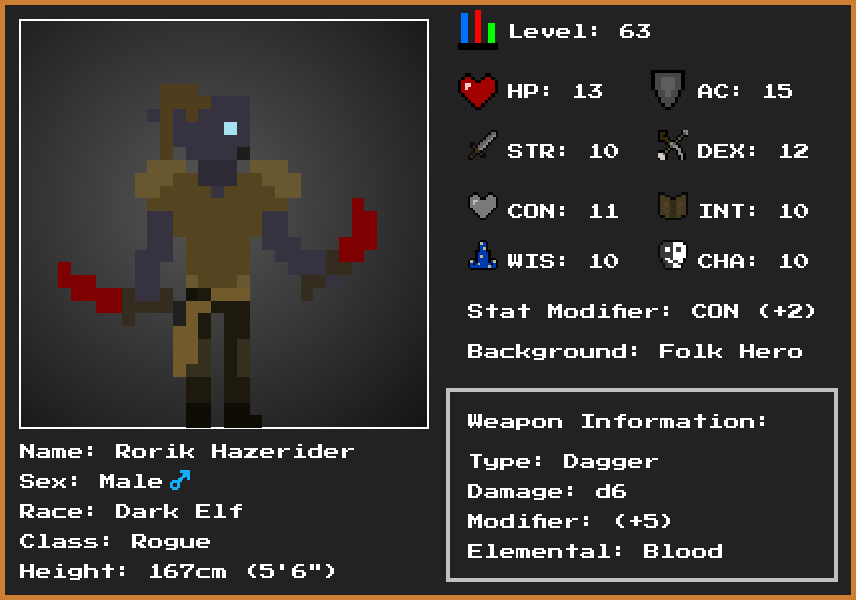 Level: 63
HP: 13
AC: 15
STR: 10
DEX: 12
CON: 11
INT: 10
WIS: 10
CHA: 10
Stat Modifier: CON (+2)
Background: Folk Hero
Weapon Information:
Type: Dagger
Damage: d6
Modifier: (+5)
Elemental: Blood
Name: Rorik Hazerider
Sex: Male♂
Race: Dark Elf
Class: Rogue
Height: 167cm (5'6")